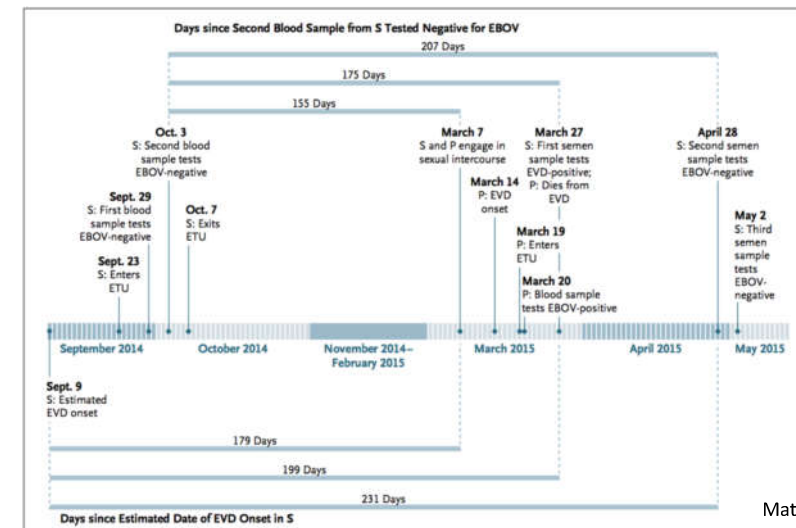 Days since Second Blood Sample from S Tested Negative for EBOV
207 Days
175 Days
155 Days
Oct. 3
S: Second blood
sample tests
EBOV-negative
March 7
S and P engage in
sexual intercourse
March 27
S: First semen
sample tests
EVD-positive;
P: Dies from
EVD
April 28
S: Second semen
sample tests
EBOV-negative
Sept. 29
S: First blood
sample tests
EBOV-negative
Oct. 7
S: Exits
ETU
March 14
P: EVD
onset
May 2
S: Third
semen
sample
tests
EBOV-
negative
Sept. 23
S: Enters
ETU
March 19
P: Enters
ETU
March 20
P: Blood sample
tests EBOV-positive
September 2014
October 2014
November 2014–
February 2015
March 2015
April 2015
May 2015
Sept. 9
S: Estimated
EVD onset
179 Days
199 Days
231 Days
Days since Estimated Date of EVD Onset in S
Mat